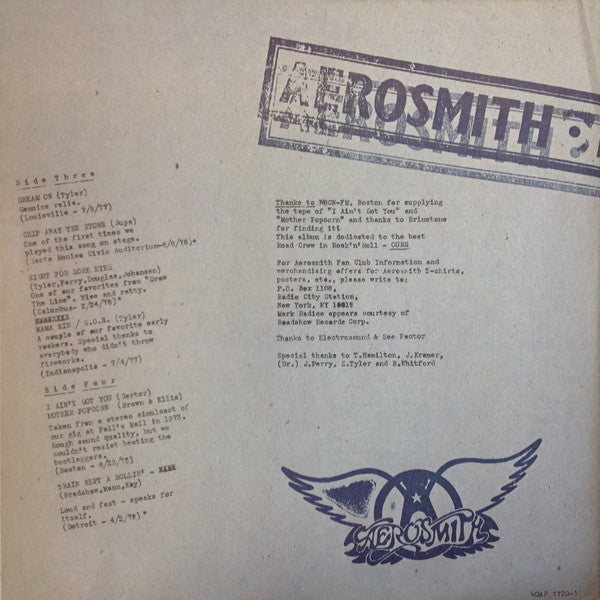 AEROSMITH
Side Three
DREAM ON (Tyler)
Genuine relic.
(Louisville - 7/3/77)
CHIP AWAY THE STONE (Supa)
One of the first times we
played this song on stage.
(Santa Monica Civic Auditorium-4/8/78)*
SIGHT FOR SORE EYES
(Tyler,Perry,Douglas,Johansen)
One of our favorites from "Draw
The Line". Nice and ratty.
(Columbus- 3/24/78)*
MAMA KIN / S.O.S. (Tyler)
A couple of our favorite early
rockers. Special thanks to
everybody who didn't throw
fireworks.
(Indianapolis - 7/4/77)
Side Four
I AIN'T GOT YOU (Carter)
MOTHER POPCORN (Brown & Ellis)
Taken from a stereo simulcast of
our gig at Pall's Mall in 1973.
Rough sound quality, but we
couldn't resist beating the
bootleggers.
(Boston - 4/23/73)
TRAIN KEPT A ROLLIN' -
(Bradshaw,Mann,Kay)
Loud and fast - speaks for
itself.
(Detroit - 4/2/78)*
Thanks to WBCN-FM, Boston for supplying
the tape of "I Ain't Got You" and
"Mother Popcorn" and thanks to Brimstone
for finding it!
This album is dedicated to the best
Road Crew in Rock'n'Roll - OURS
For Aerosmith Fan Club Information and
merchandising offers for Aerosmith T-shirts,
posters, etc., please write to:
P.O. Box 1108,
Radio City Station,
New York, NY 10019
Mark Radice appears courtesy of
Roadshow Records Corp.
Thanks to Electrosound & See Factor
Special thanks to T.Hamilton, J.Kramer,
(Dr.) J.Perry, S.Tyler and B.Whitford
AEROSMITH
40AP 1170-1